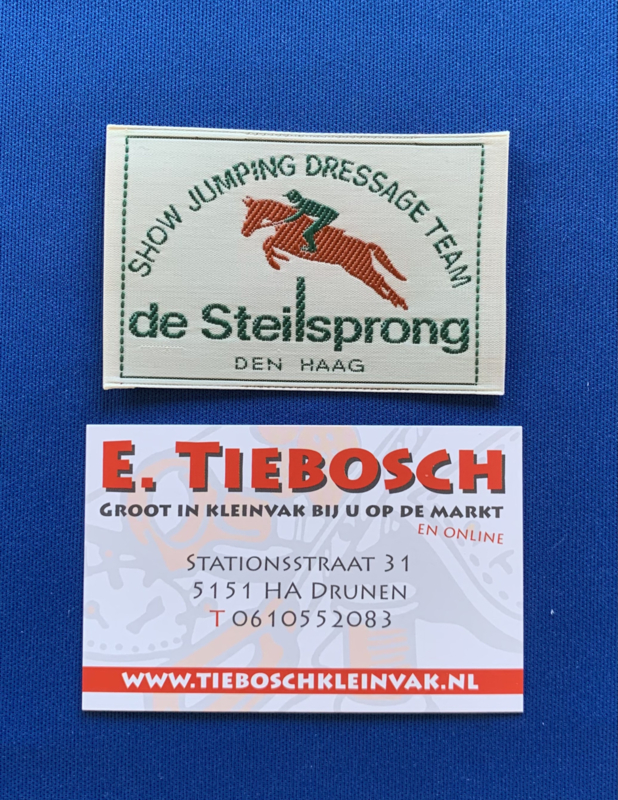 SHOW JUMPING DRESSAGE TEAM
de Steilsprong
DEN HAAG
E. TIEBOSCH
GROOT IN KLEINVAK BIJ U OP DE MARKT
EN ONLINE
STATIONSSTRAAT 31
5151 HA DRUNEN
T 0610552083
WWW.TIEBOSCHKLEINVAK.NL